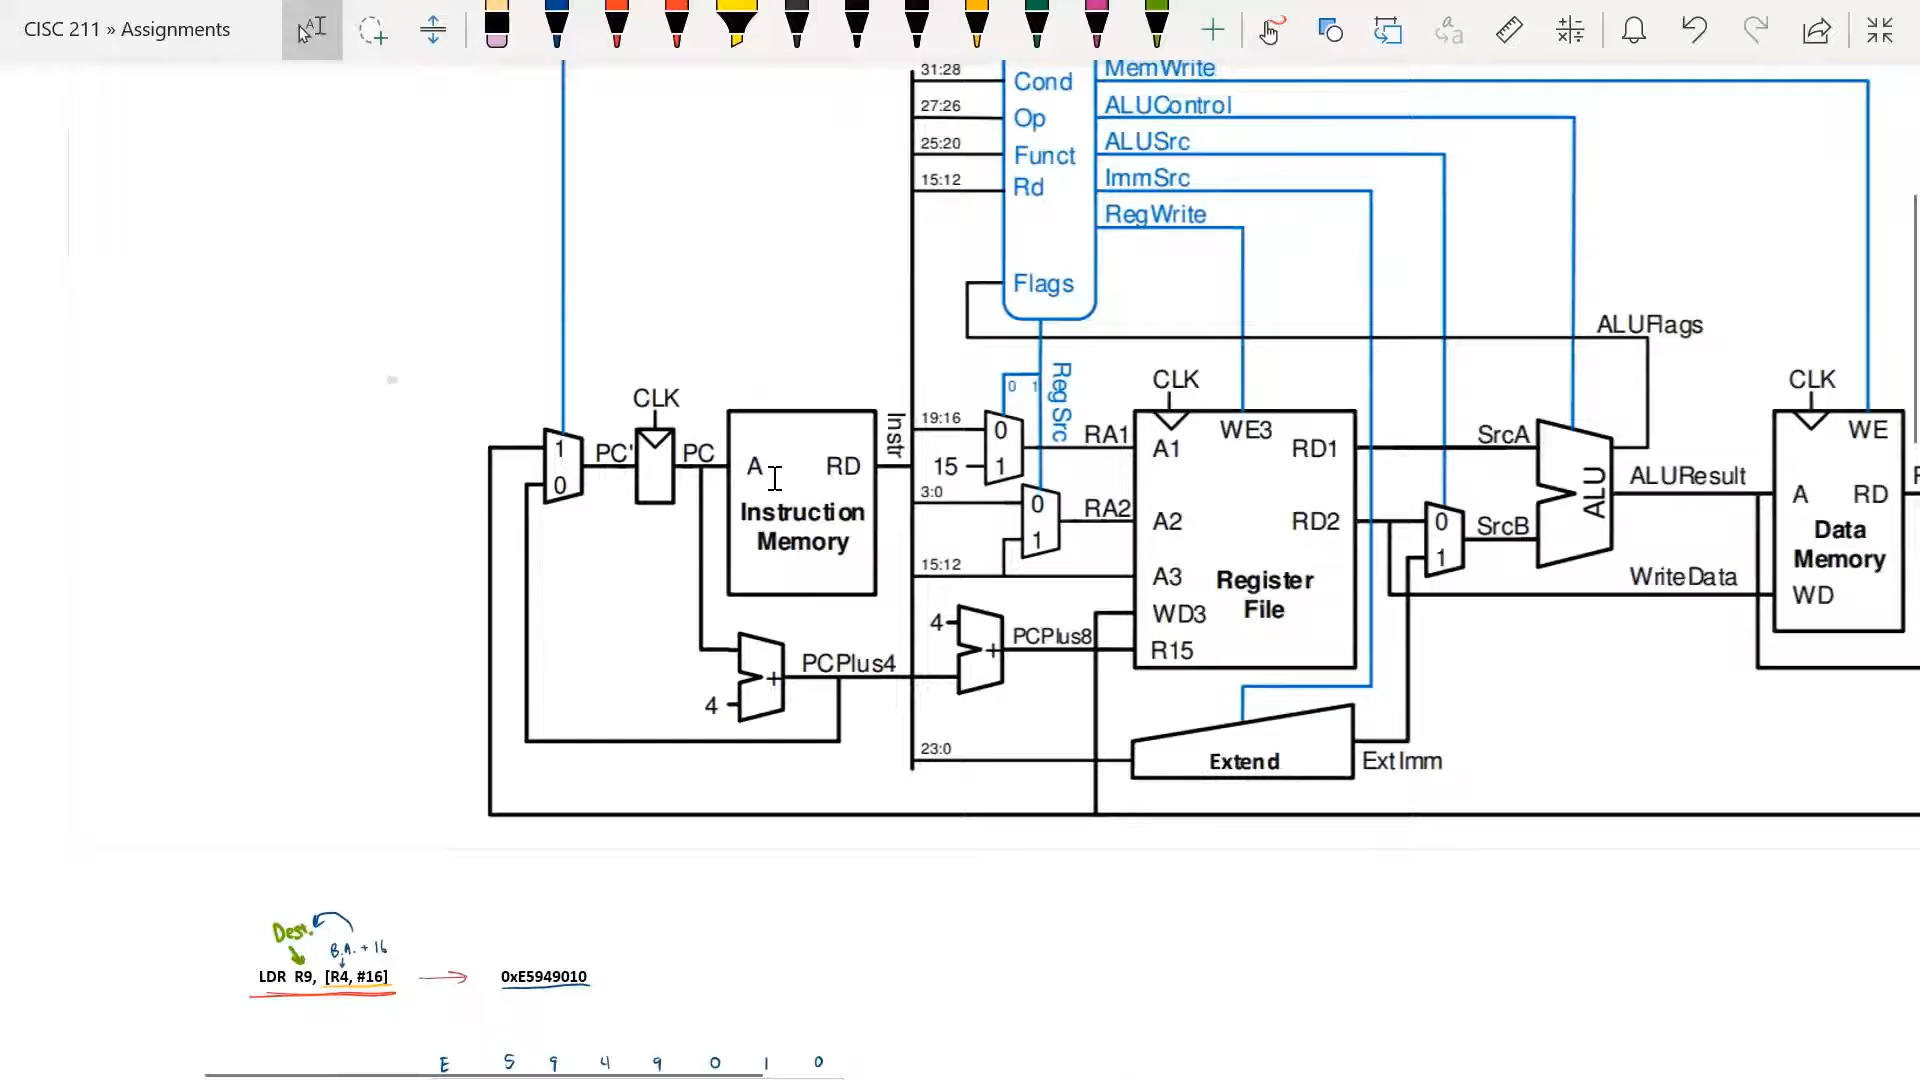 CISC 211 » Assignments
31:28 Cond MemWrite
27:26 Op ALUControl
25:20 Funct ALUSrc
15:12 Rd ImmSrc
RegWrite
Flags
ALUFlags
CLK
Instr
0 1
RegSrc
CLK
CLK
1
0
PC'
PC
A RD
Instruction
Memory
19:16
0
15
1
RA1
3:0
0
1
RA2
15:12
A1 WE3 RD1
A2 RD2
A3 Register
File
WD3
R15
SrcA
0
1
SrcB
ALU
ALUResult
WriteData
WE
A RD
Data
Memory
WD
4
+
PCPlus8
PCPlus4
4
+
23:0
Extend
ExtImm
Dest.
B.A. + 16
LDR R9, [R4, #16] → 0xE5949010
E 5 9 4 9 0 1 0